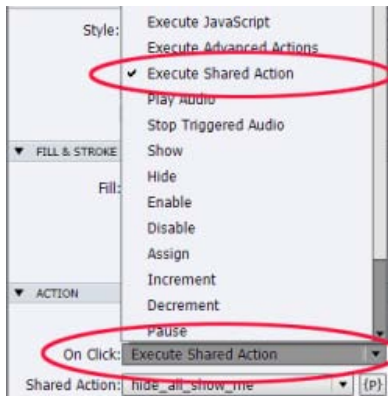 Style:
Execute JavaScript
Execute Advanced Actions
✔ Execute Shared Action
Play Audio
Stop Triggered Audio
Show
▼ FILL & STROKE
Hide
Fill:
Enable
Disable
Assign
Increment
▼ ACTION
Decrement
Pause
On Click: Execute Shared Action ▼
Shared Action: hide_all_show_me ▼ {P}